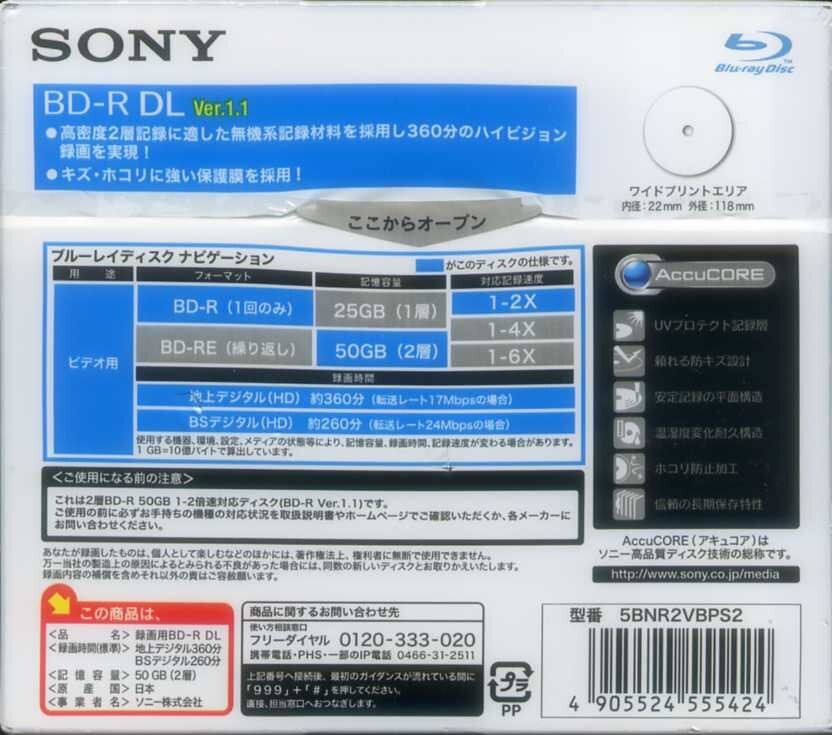 SONY
Blu-ray Disc
BD-R DL Ver.1.1
●高密度2層記録に適した無機系記録材料を採用し360分のハイビジョン
録画を実現！
●キズ・ホコリに強い保護膜を採用！
ワイドプリントエリア
内径：22mm 外径：118mm
ここからオープン
ブルーレイディスク ナビゲーション
がこのディスクの仕様です。
用 途 フォーマット 記憶容量 対応記録速度
ビデオ用
BD-R（1回のみ） 25GB（1層） 1-2X
1-4X
BD-RE（繰り返し） 50GB（2層）
1-6X
録画時間
地上デジタル（HD） 約360分（転送レート17Mbpsの場合）
BSデジタル（HD） 約260分（転送レート24Mbpsの場合）
使用する機器、環境、設定、メディアの状態等により、記憶容量、録画時間、記録速度が変わる場合があります。
1 GB=10億バイトで算出しています。
AccuCORE
UVプロテクト記録層
頼れる防キズ設計
安定記録の平面構造
温湿度変化耐久構造
ホコリ防止加工
信頼の長期保存特性
AccuCORE（アキュコア）は
ソニー高品質ディスク技術の総称です。
http://www.sony.co.jp/media
＜ご使用になる前の注意＞
これは2層BD-R 50GB 1-2倍速対応ディスク(BD-R Ver.1.1)です。
ご使用の前に必ずお手持ちの機種の対応状況を取扱説明書やホームページでご確認いただくか、各メーカーに
お問い合わせください。
あなたが録画したものは、個人として楽しむなどのほかには、著作権法上、権利者に無断で使用できません。
万一当社の製造上の原因によるとみられる不良があった場合には、同数の新しいディスクとお取りかえいたします。
録画内容の補償を含めそれ以外の責はご容赦願います。
この商品は、
＜品 名＞ 録画用BD-R DL
＜録画時間(標準)＞ 地上デジタル360分
BSデジタル260分
＜記憶容量＞ 50 GB（2層）
＜原産国＞ 日本
＜事業者名＞ ソニー株式会社
商品に関するお問い合わせ先
使い方相談窓口
フリーダイヤル 0120-333-020
携帯電話・PHS・一部のIP電話 0466-31-2511
上記番号へ接続後、最初のガイダンスが流れている間に
「999」+「#」を押してください。
直接、担当窓口へおつなぎします。
プラ
PP
型番 5BNR2VBPS2
4 905524 555424